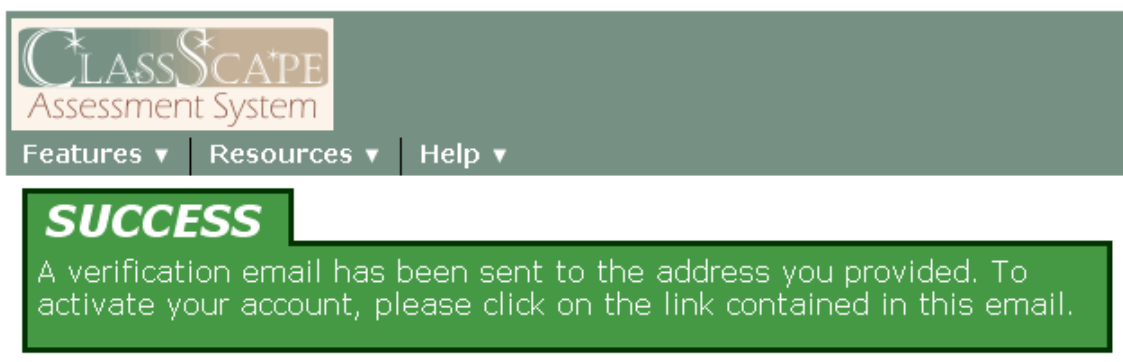 CLASSSCAPE
Assessment System
Features ▼ Resources ▼ Help ▼
SUCCESS
A verification email has been sent to the address you provided. To
activate your account, please click on the link contained in this email.